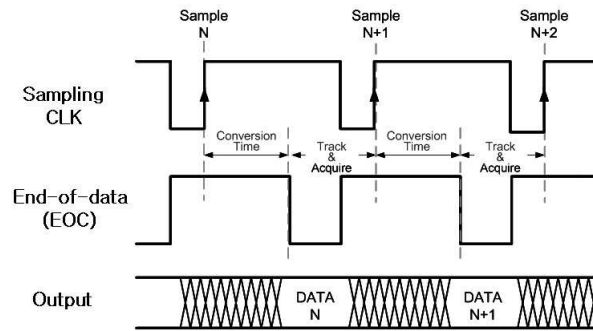 Sample
N
Sample
N+1
Sample
N+2
Sampling
CLK
Conversion
Time
Track
&
Acquire
Conversion
Time
Track
&
Acquire
End-of-data
(EOC)
Output
DATA
N
DATA
N+1